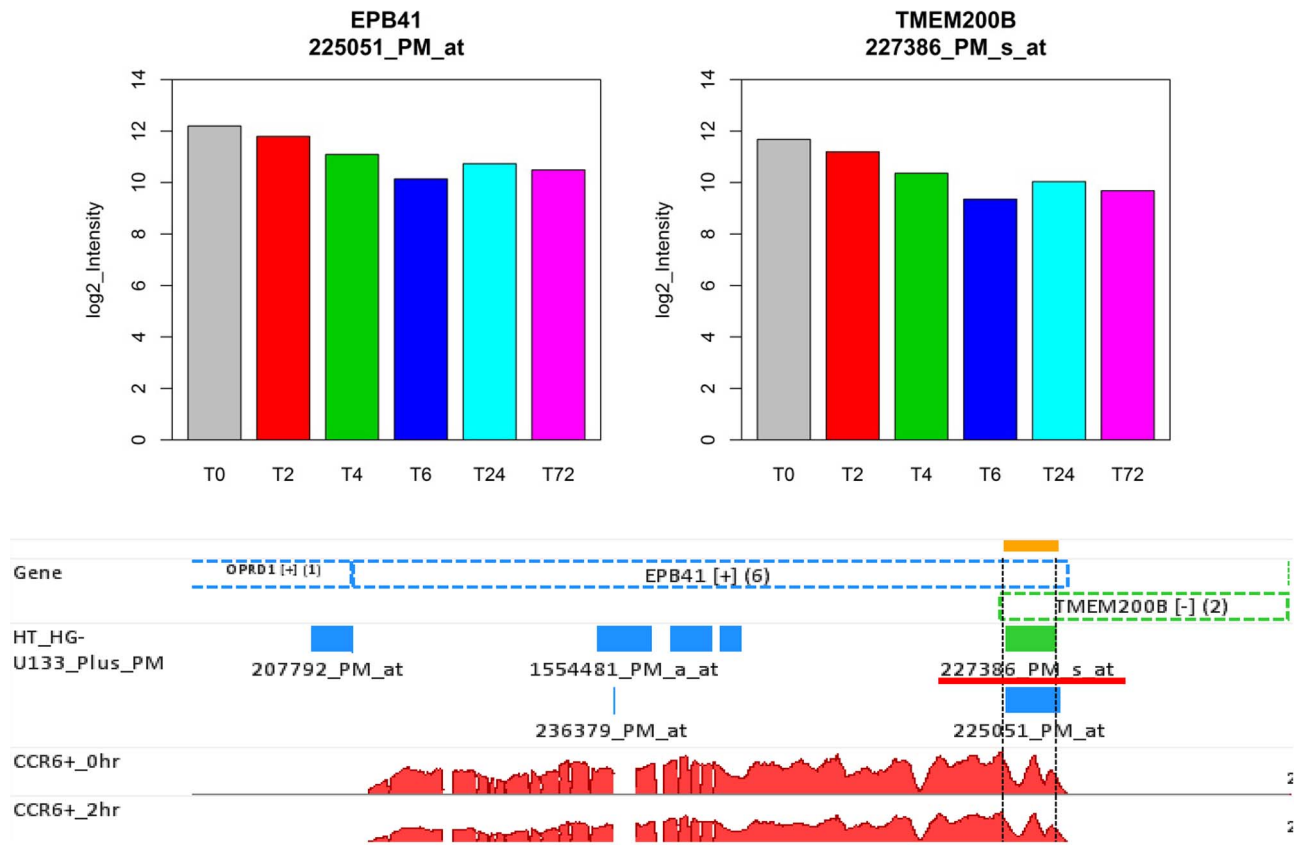 EPB41
225051_PM_at
log2_Intensity
14
12
10
8
6
4
2
0
T0 T2 T4 T6 T24 T72
TMEM200B
227386_PM_s_at
log2_Intensity
14
12
10
8
6
4
2
0
T0 T2 T4 T6 T24 T72
Gene
OPRD1 [+] (1)
EPB41 [+] (6)
TMEM200B [-] (2)
HT_HG-
U133_Plus_PM
207792_PM_at
1554481_PM_a_at
227386_PM_s_at
236379_PM_at
225051_PM_at
CCR6+_0hr
2
CCR6+_2hr
2